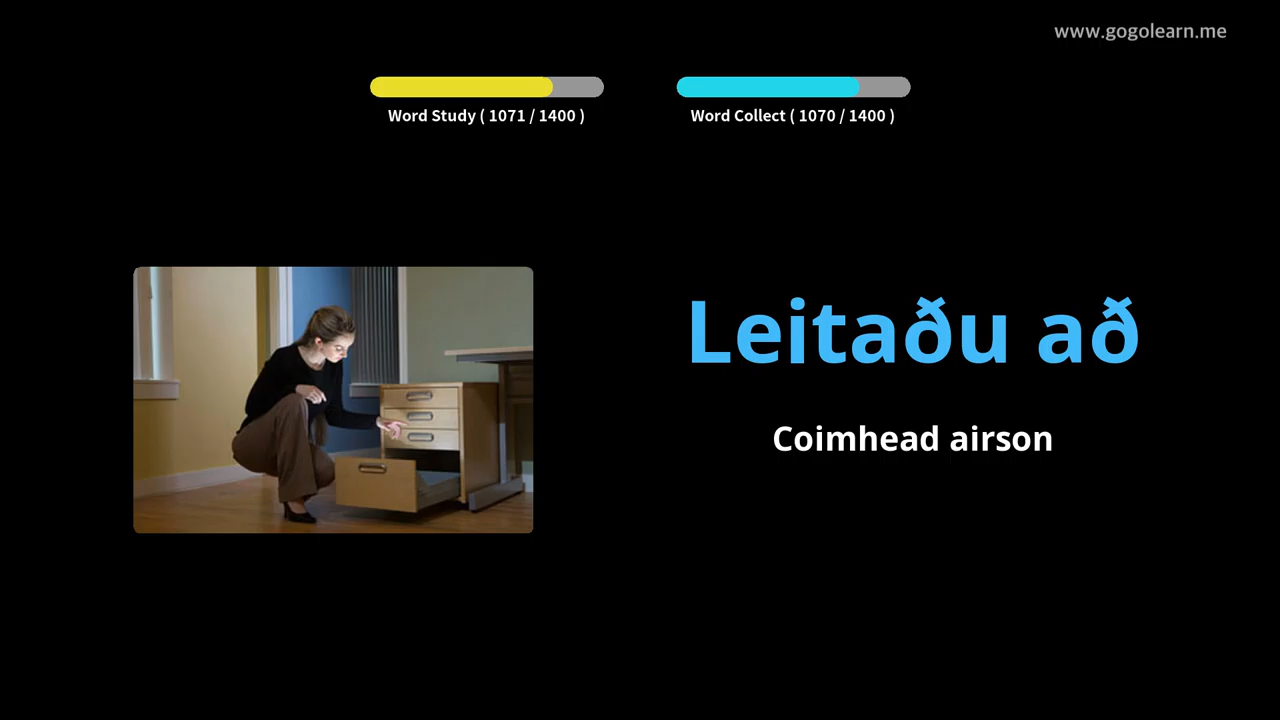 www.gogolearn.me
Word Study ( 1071 / 1400 )
Word Collect ( 1070 / 1400 )
Leitaðu að
Coimhead airson